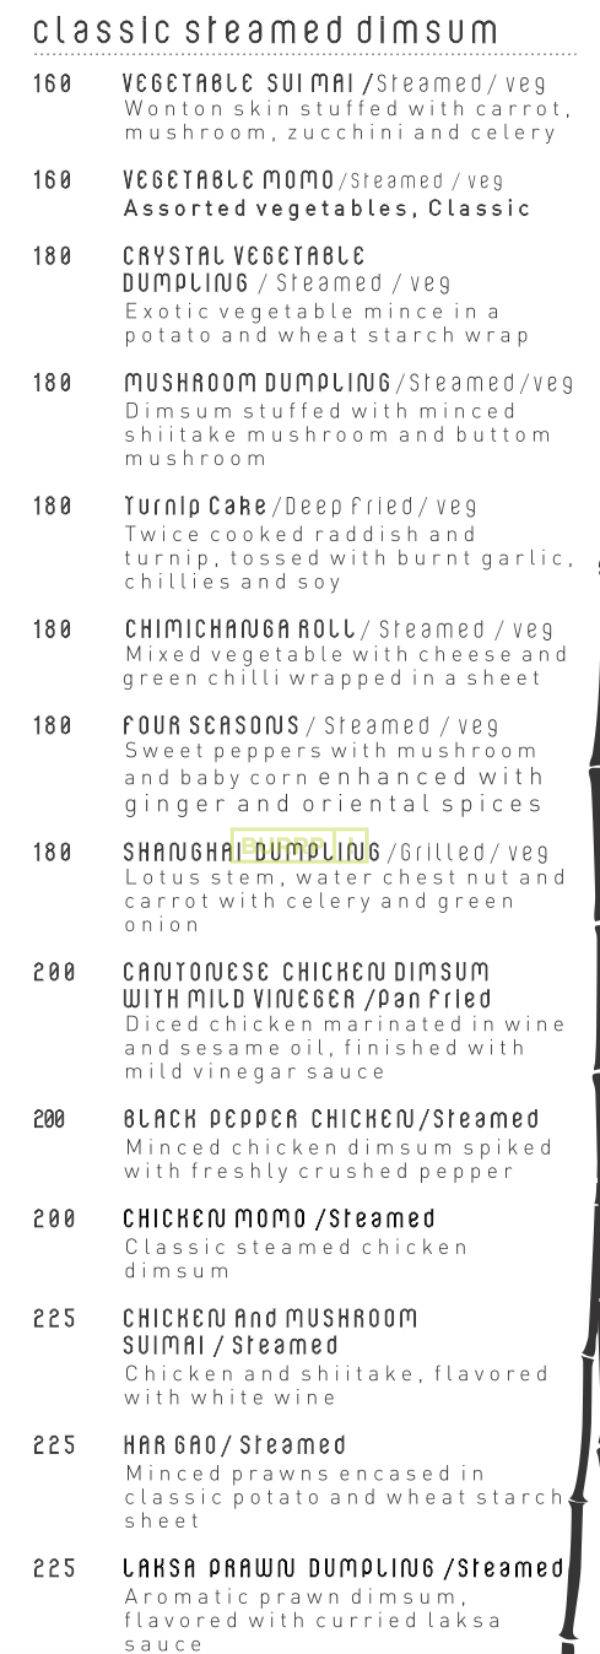 classic steamed dimsum
160 VEGETABLE SUI MAI /Steamed/ veg
Wonton skin stuffed with carrot,
mushroom, zucchini and celery
160 VEGETABLE MOMO /Steamed / veg
Assorted vegetables, Classic
180 CRYSTAL VEGETABLE
DUMPLING / Steamed / veg
Exotic vegetable mince in a
potato and wheat starch wrap
180 MUSHROOM DUMPLING /Steamed /veg
Dimsum stuffed with minced
shiitake mushroom and buttom
mushroom
180 Turnip Cake /Deep fried/ veg
Twice cooked raddish and
turnip, tossed with burnt garlic,
chillies and soy
180 CHIMICHANGA ROLL / Steamed / veg
Mixed vegetable with cheese and
green chilli wrapped in a sheet
180 FOUR SEASONS / Steamed / veg
Sweet peppers with mushroom
and baby corn enhanced with
ginger and oriental spices
BURRP!
180 SHANGHAI DUMPLING /Grilled/ veg
Lotus stem, water chest nut and
carrot with celery and green
onion
200 CANTONESE CHICKEN DIMSUM
WITH MILD VINEGER /Pan Fried
Diced chicken marinated in wine
and sesame oil, finished with
mild vinegar sauce
200 BLACK PEPPER CHICKEN/Steamed
Minced chicken dimsum spiked
with freshly crushed pepper
200 CHICKEN MOMO /Steamed
Classic steamed chicken
dimsum
225 CHICKEN And MUSHROOM
SUIMAI / Steamed
Chicken and shiitake, flavored
with white wine
225 HAR GAO/ Steamed
Minced prawns encased in
classic potato and wheat starch
sheet
225 LAKSA PRAWN DUMPLING /Steamed
Aromatic prawn dimsum,
flavored with curried laksa
sauce